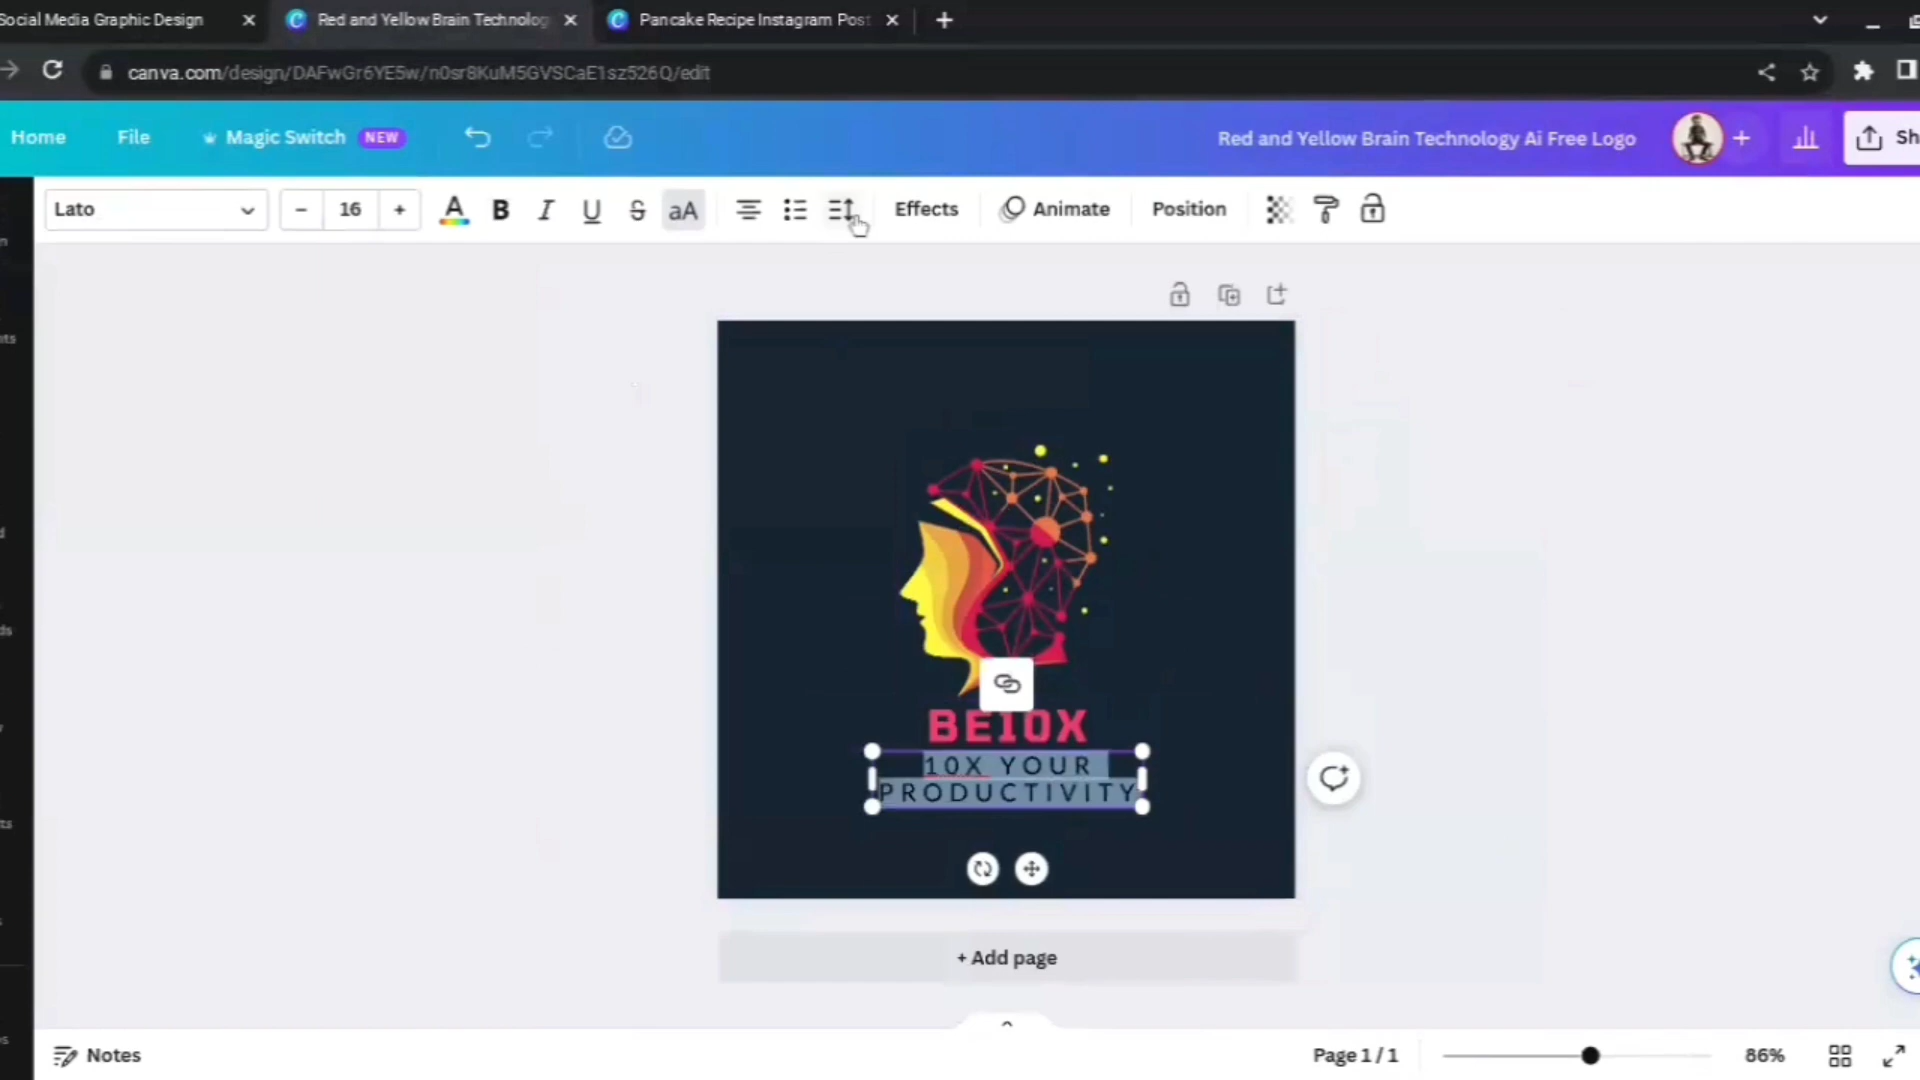 Social Media Graphic Design
Red and Yellow Brain Technolog
Pancake Recipe Instagram Post
canva.com/design/DAFwGr6YE5w/n0sr8KuM5GVSCaE1sz526Q/edit
Home File Magic Switch NEW Red and Yellow Brain Technology Ai Free Logo Sh
Lato 16 A B I U S aA Effects Animate Position
BE10X
10X YOUR
PRODUCTIVITY
+ Add page
Notes Page 1 / 1 86%